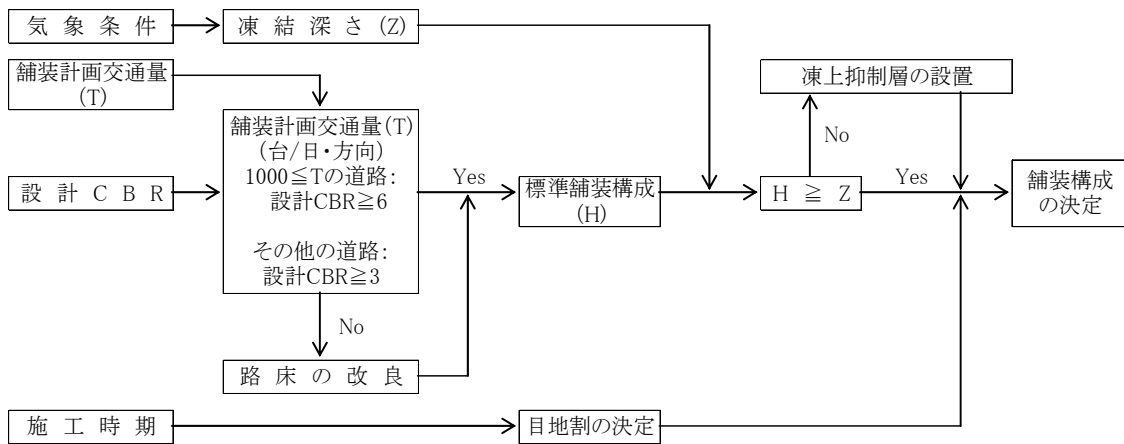 気象条件
凍結深さ(Z)
舗装計画交通量
(T)
凍上抑制層の設置
舗装計画交通量(T)
(台/日・方向)
1000≦Tの道路:
設計CBR≧6
その他の道路:
設計CBR≧3
No
設計CBR
Yes
標準舗装構成
(H)
H≧Z
Yes
舗装構成
の決定
No
路床の改良
施工時期
目地割の決定